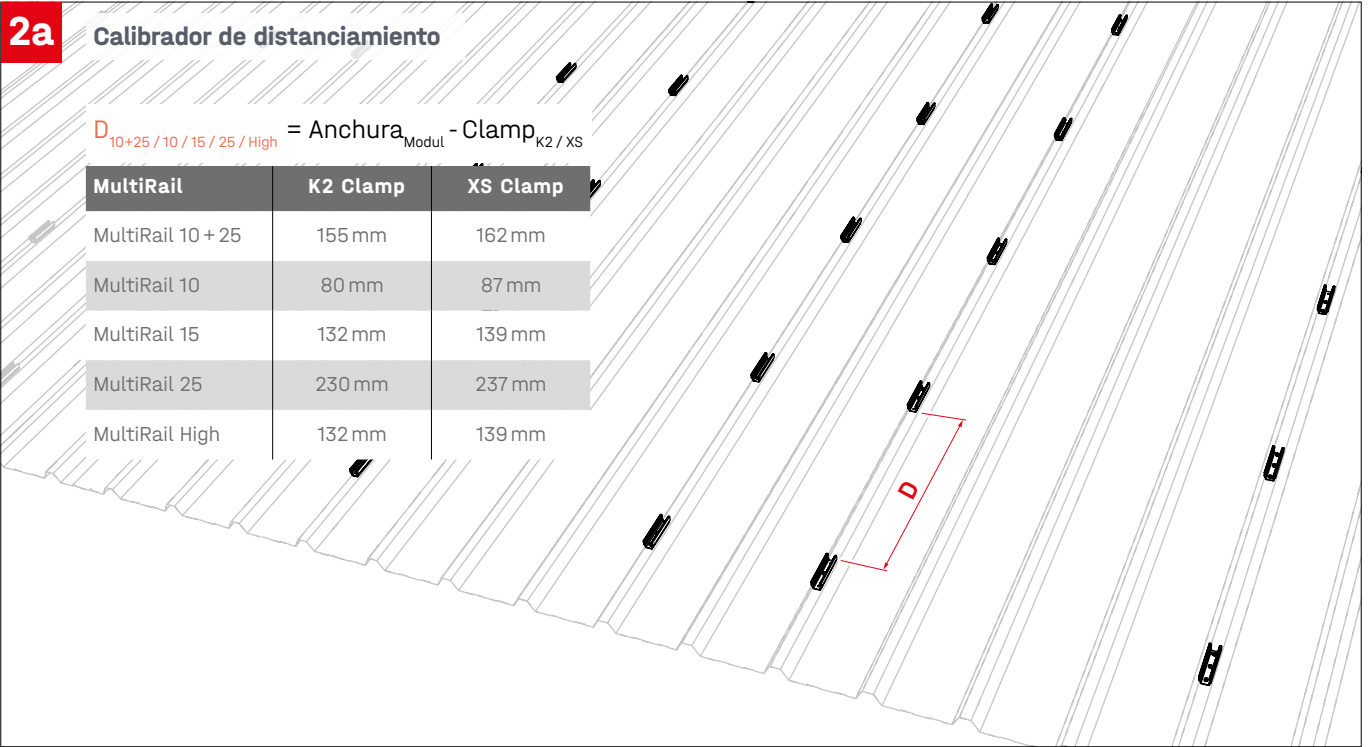 2a Calibrador de distanciamiento
D10+25 / 10 / 15 / 25 / High = AnchuraModul - ClampK2 / XS
MultiRail K2 Clamp XS Clamp
MultiRail 10 + 25 155 mm 162 mm
MultiRail 10 80 mm 87 mm
MultiRail 15 132 mm 139 mm
MultiRail 25 230 mm 237 mm
MultiRail High 132 mm 139 mm
D